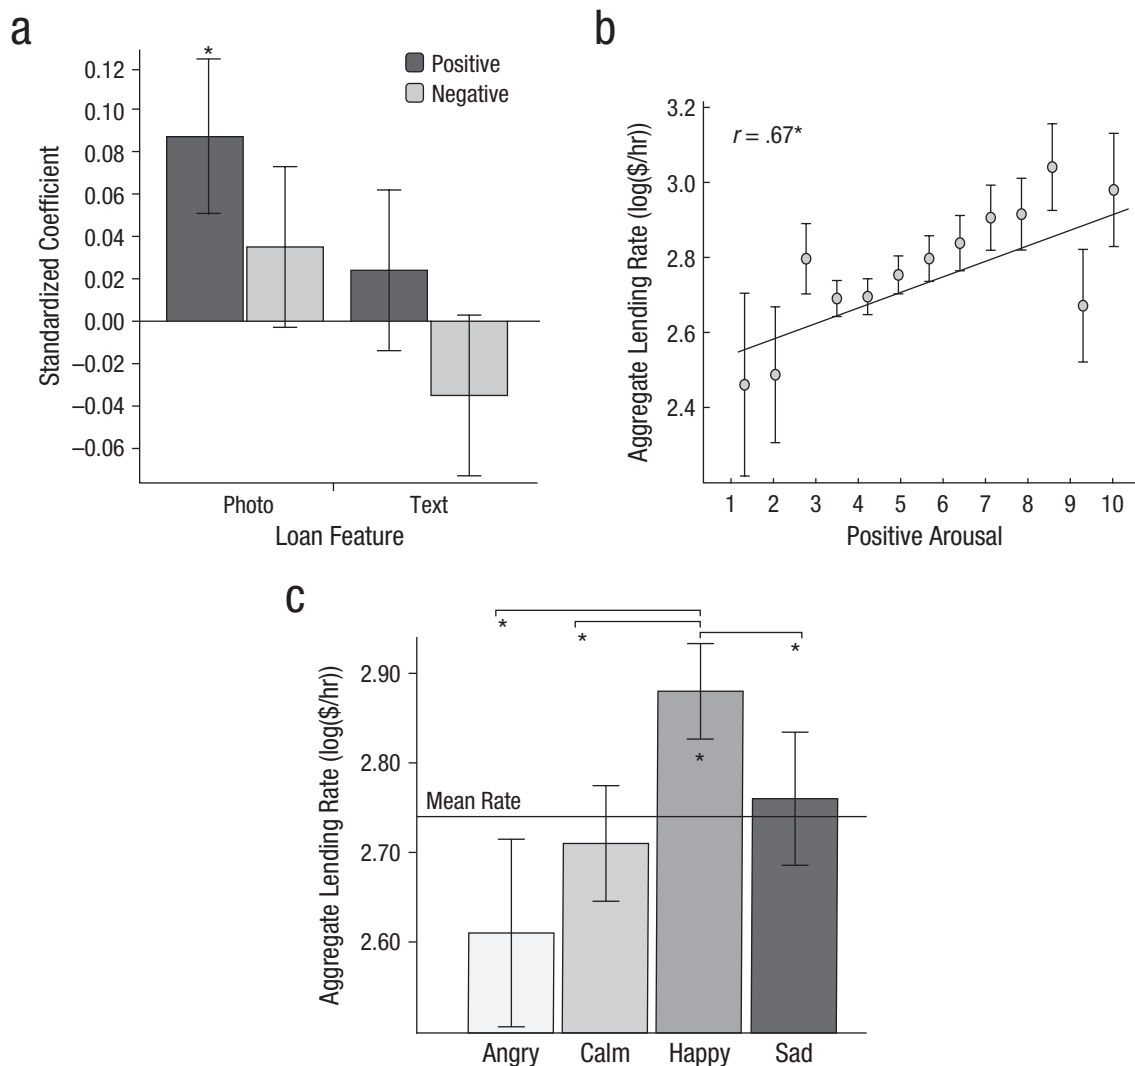 a
*
Positive
Negative
0.12
0.10
0.08
0.06
0.04
0.02
0.00
–0.02
–0.04
–0.06
Standardized Coefficient
Photo
Text
Loan Feature
b
r = .67*
3.2
3.0
2.8
2.6
2.4
Aggregate Lending Rate (log($/hr))
1 2 3 4 5 6 7 8 9 10
Positive Arousal
c
* * *
2.90
2.80
2.70
2.60
*
Mean Rate
Aggregate Lending Rate (log($/hr))
Angry Calm Happy Sad